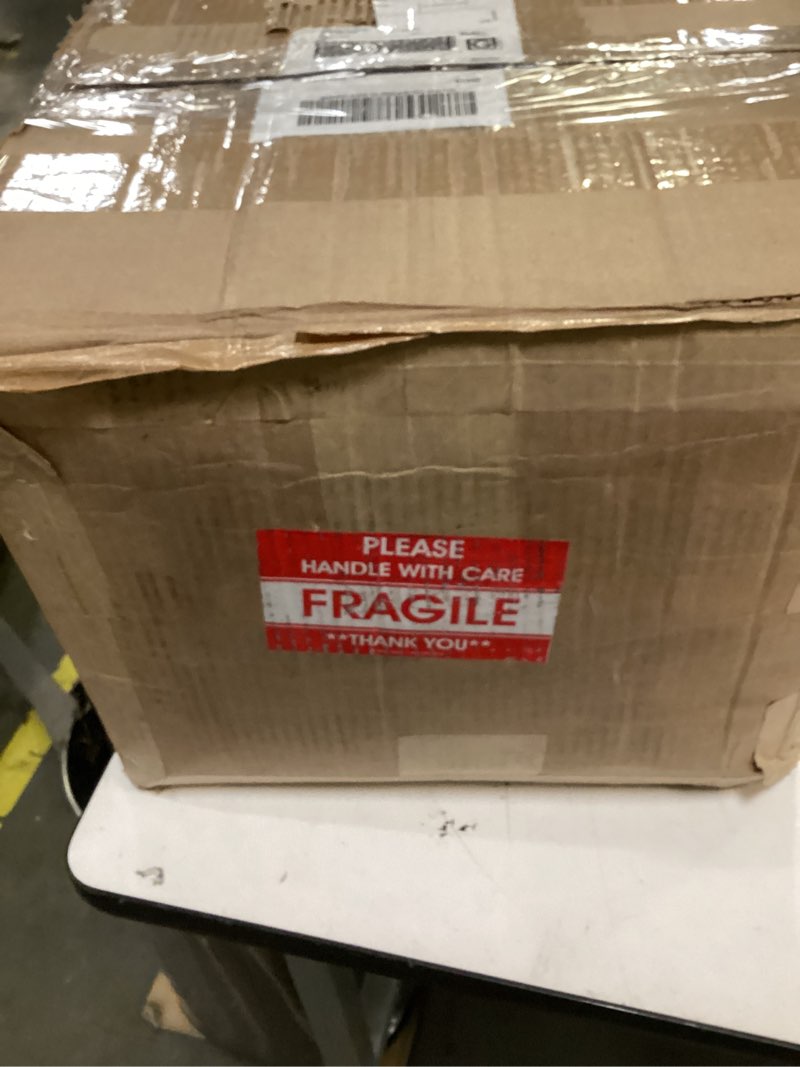 PLEASE
HANDLE WITH CARE
FRAGILE
**THANK YOU**